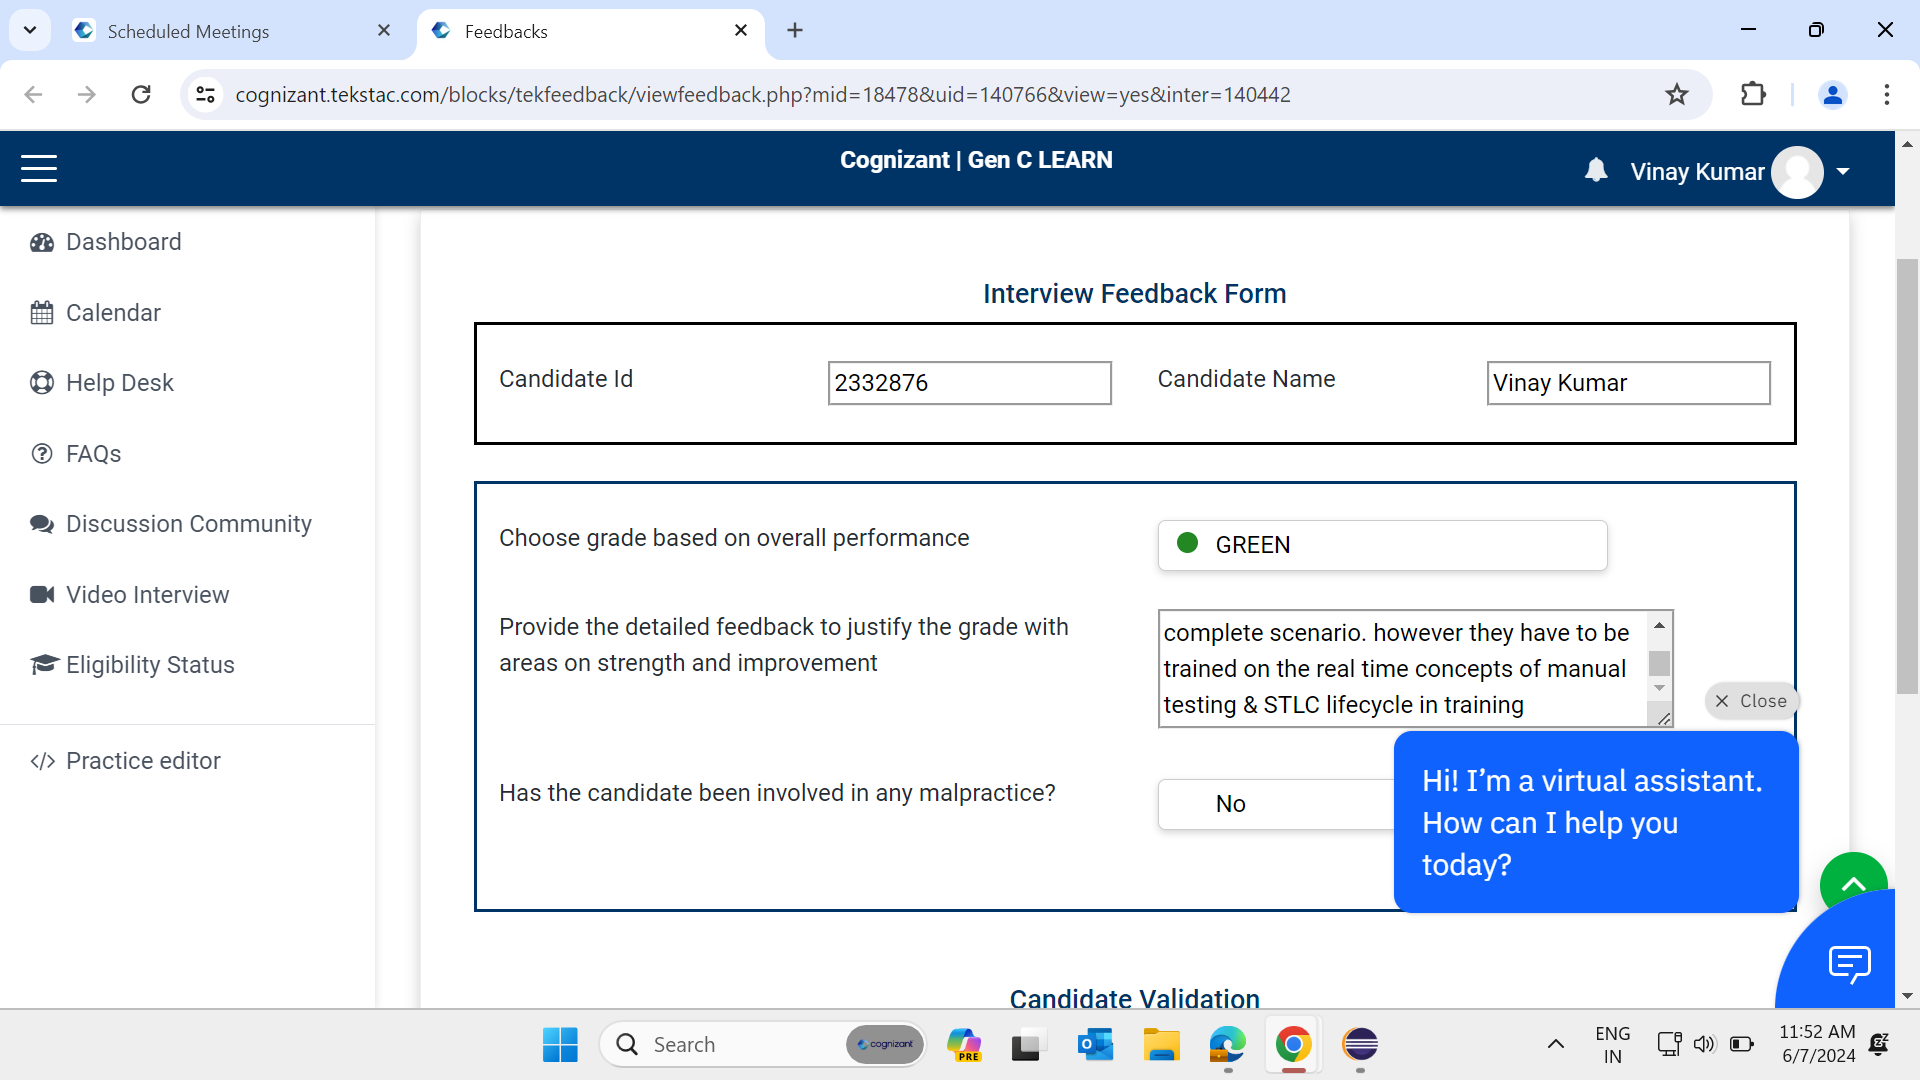 Scheduled Meetings
Feedbacks
cognizant.tekstac.com/blocks/tekfeedback/viewfeedback.php?mid=18478&uid=140766&view=yes&inter=140442
Cognizant | Gen C LEARN
Vinay Kumar
Dashboard
Calendar
Help Desk
FAQs
Discussion Community
Video Interview
Eligibility Status
</> Practice editor
Interview Feedback Form
Candidate Id
2332876
Candidate Name
Vinay Kumar
Choose grade based on overall performance
GREEN
Provide the detailed feedback to justify the grade with
areas on strength and improvement
complete scenario. however they have to be
trained on the real time concepts of manual
testing & STLC lifecycle in training
Close
Has the candidate been involved in any malpractice?
No
Hi! I’m a virtual assistant.
How can I help you
today?
Candidate Validation
Search
cognizant
PRE
ENG
IN
11:52 AM
6/7/2024